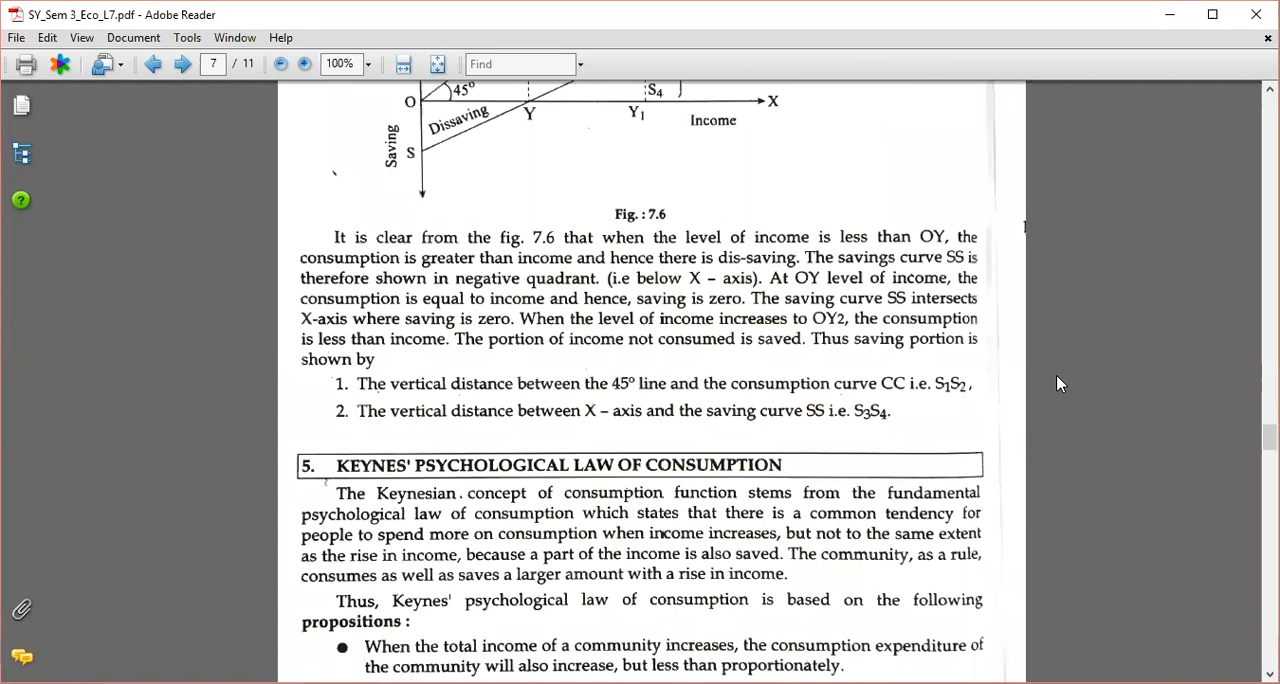 SY_Sem 3_Eco_L7.pdf - Adobe Reader
File Edit View Document Tools Window Help
7 / 11 100% Find
45°
S4
O
X
Y
Y1
Income
Dissaving
Saving
S
Fig. : 7.6
It is clear from the fig. 7.6 that when the level of income is less than OY, the
consumption is greater than income and hence there is dis-saving. The savings curve SS is
therefore shown in negative quadrant. (i.e below X – axis). At OY level of income, the
consumption is equal to income and hence, saving is zero. The saving curve SS intersects
X-axis where saving is zero. When the level of income increases to OY2, the consumption
is less than income. The portion of income not consumed is saved. Thus saving portion is
shown by
1. The vertical distance between the 45° line and the consumption curve CC i.e. S1S2,
2. The vertical distance between X – axis and the saving curve SS i.e. S3S4.
5. KEYNES' PSYCHOLOGICAL LAW OF CONSUMPTION
The Keynesian concept of consumption function stems from the fundamental
psychological law of consumption which states that there is a common tendency for
people to spend more on consumption when income increases, but not to the same extent
as the rise in income, because a part of the income is also saved. The community, as a rule,
consumes as well as saves a larger amount with a rise in income.
Thus, Keynes' psychological law of consumption is based on the following
propositions :
● When the total income of a community increases, the consumption expenditure of
the community will also increase, but less than proportionately.